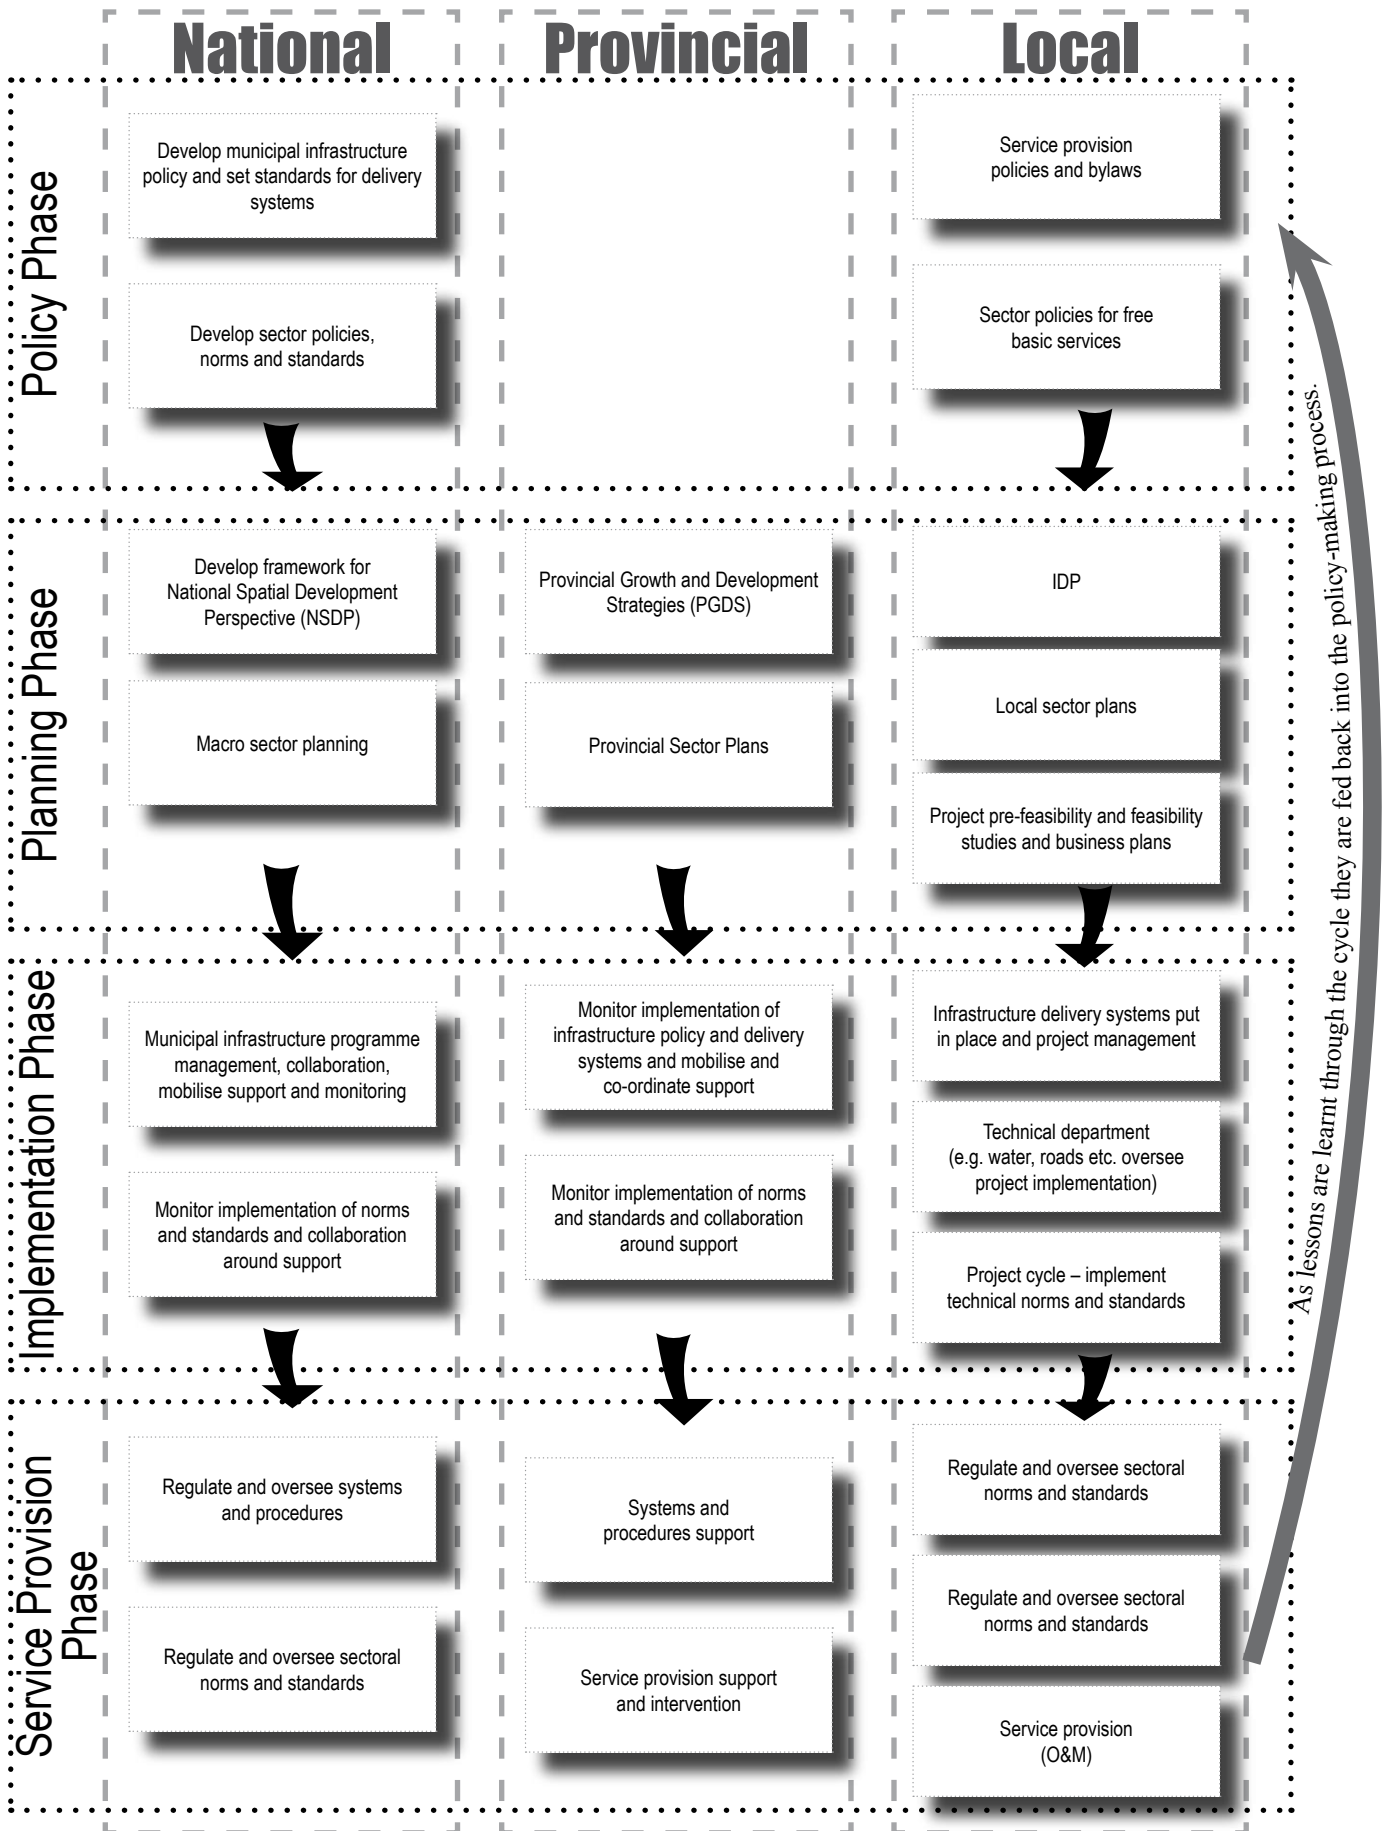 National
Provincial
Local
Policy Phase
Develop municipal infrastructure
policy and set standards for delivery
systems
Develop sector policies,
norms and standards
Service provision
policies and bylaws
Sector policies for free
basic services
Planning Phase
Develop framework for
National Spatial Development
Perspective (NSDP)
Macro sector planning
Provincial Growth and Development
Strategies (PGDS)
Provincial Sector Plans
IDP
Local sector plans
Project pre-feasibility and feasibility
studies and business plans
Implementation Phase
Municipal infrastructure programme
management, collaboration,
mobilise support and monitoring
Monitor implementation of norms
and standards and collaboration
around support
Monitor implementation of
infrastructure policy and delivery
systems and mobilise and
co-ordinate support
Monitor implementation of norms
and standards and collaboration
around support
Infrastructure delivery systems put
in place and project management
Technical department
(e.g. water, roads etc. oversee
project implementation)
Project cycle – implement
technical norms and standards
Service Provision
Phase
Regulate and oversee systems
and procedures
Regulate and oversee sectoral
norms and standards
Systems and
procedures support
Service provision support
and intervention
Regulate and oversee sectoral
norms and standards
Regulate and oversee sectoral
norms and standards
Service provision
(O&M)
As lessons are learnt through the cycle they are fed back into the policy-making process.